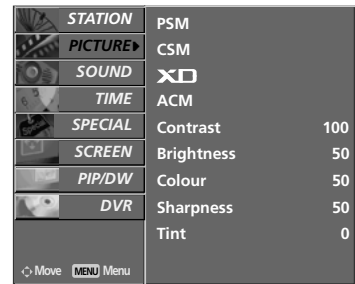 STATION
PICTURE
SOUND
TIME
SPECIAL
SCREEN
PIP/DW
DVR
Move MENU Menu
PSM
CSM
XD
ACM
Contrast 100
Brightness 50
Colour 50
Sharpness 50
Tint 0